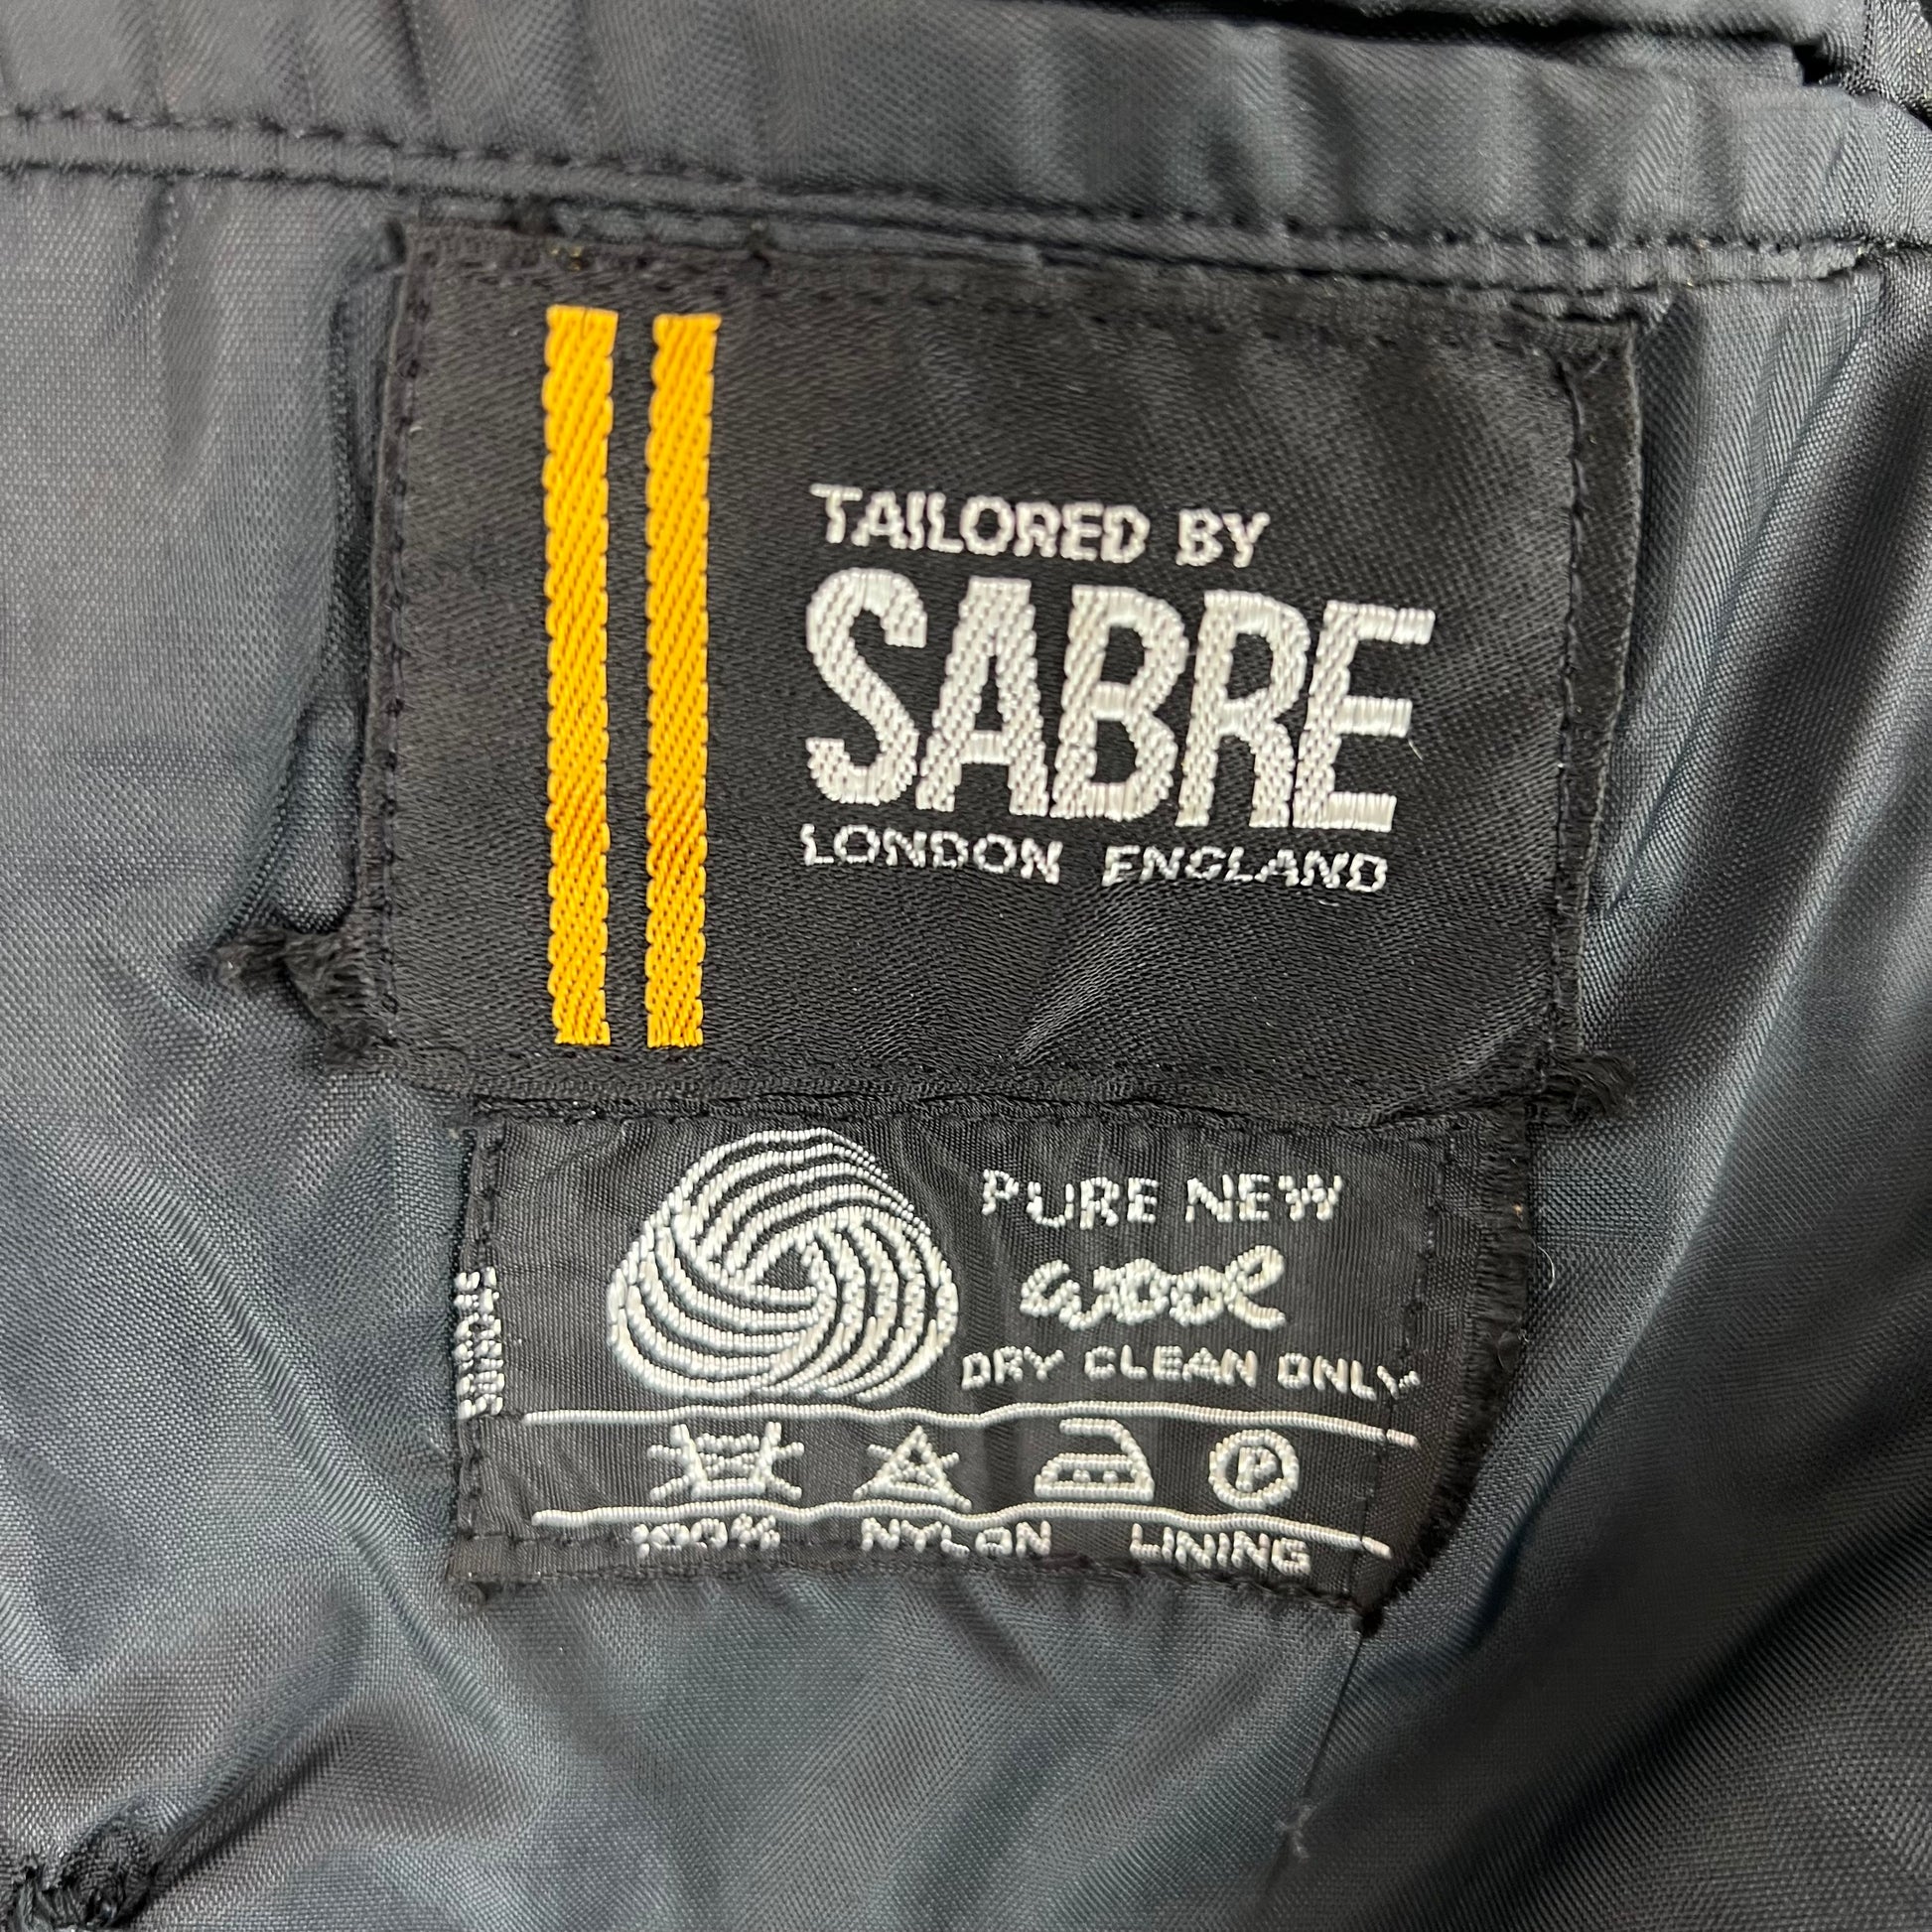 TAILORED BY
SABRE
LONDON ENGLAND
PURE NEW
wool
DRY CLEAN ONLY
P
100% NYLON LINING